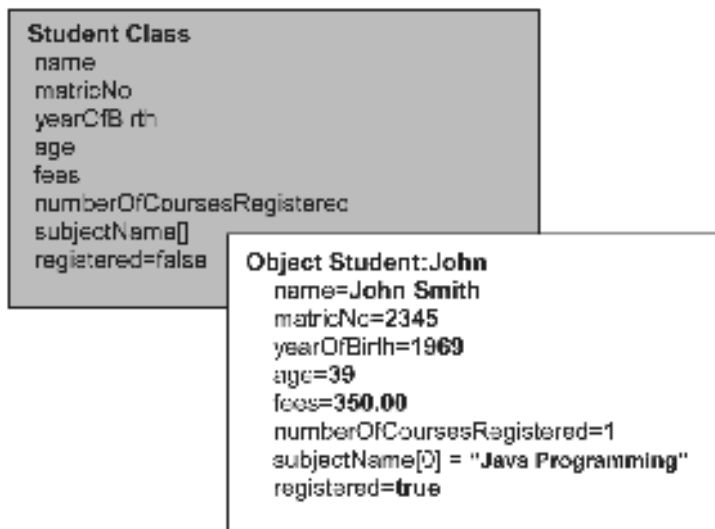 Student Class
name
matricNo
yearOfBirth
age
fees
numberOfCoursesRegistered
subjectName[]
registered=false
Object Student:John
name=John Smith
matricNo=2345
yearOfBirth=1969
age=39
fees=350.00
numberOfCoursesRegistered=1
subjectName[0] = "Java Programming"
registered=true